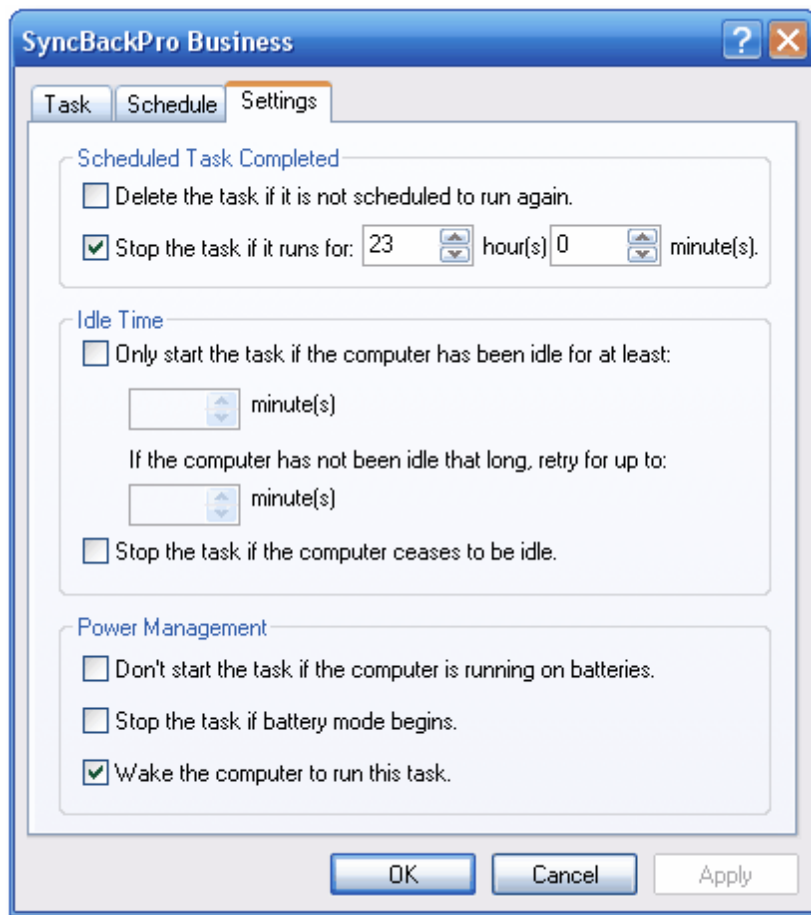 SyncBackPro Business
Task Schedule Settings
Scheduled Task Completed
Delete the task if it is not scheduled to run again.
Stop the task if it runs for: 23 hour(s) 0 minute(s).
Idle Time
Only start the task if the computer has been idle for at least:
minute(s)
If the computer has not been idle that long, retry for up to:
minute(s)
Stop the task if the computer ceases to be idle.
Power Management
Don't start the task if the computer is running on batteries.
Stop the task if battery mode begins.
Wake the computer to run this task.
OK Cancel Apply